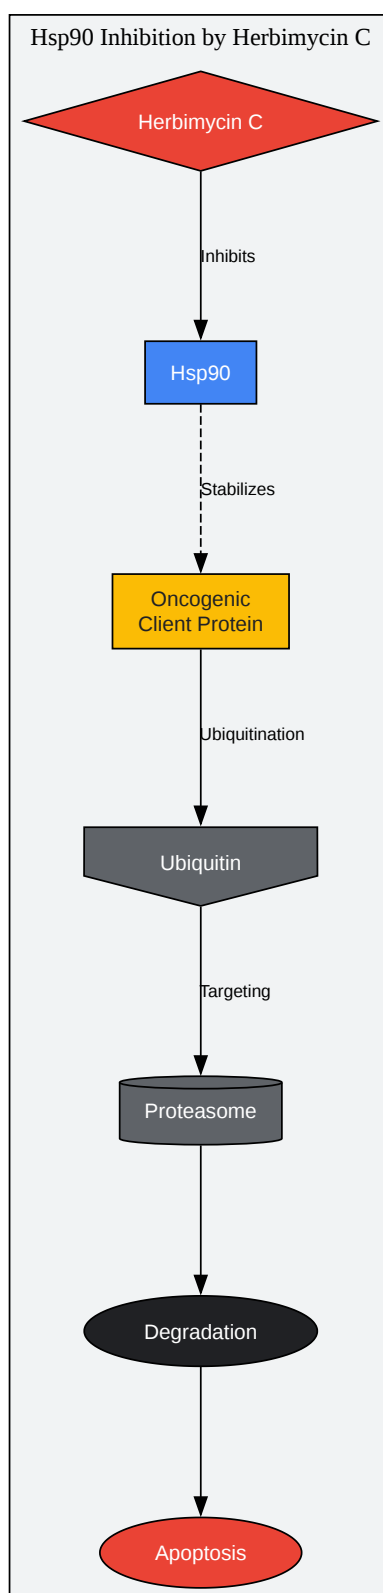 Hsp90 Inhibition by Herbimycin C
Herbimycin C
Inhibits
Hsp90
Stabilizes
Oncogenic
Client Protein
Ubiquitination
Ubiquitin
Targeting
Proteasome
Degradation
Apoptosis